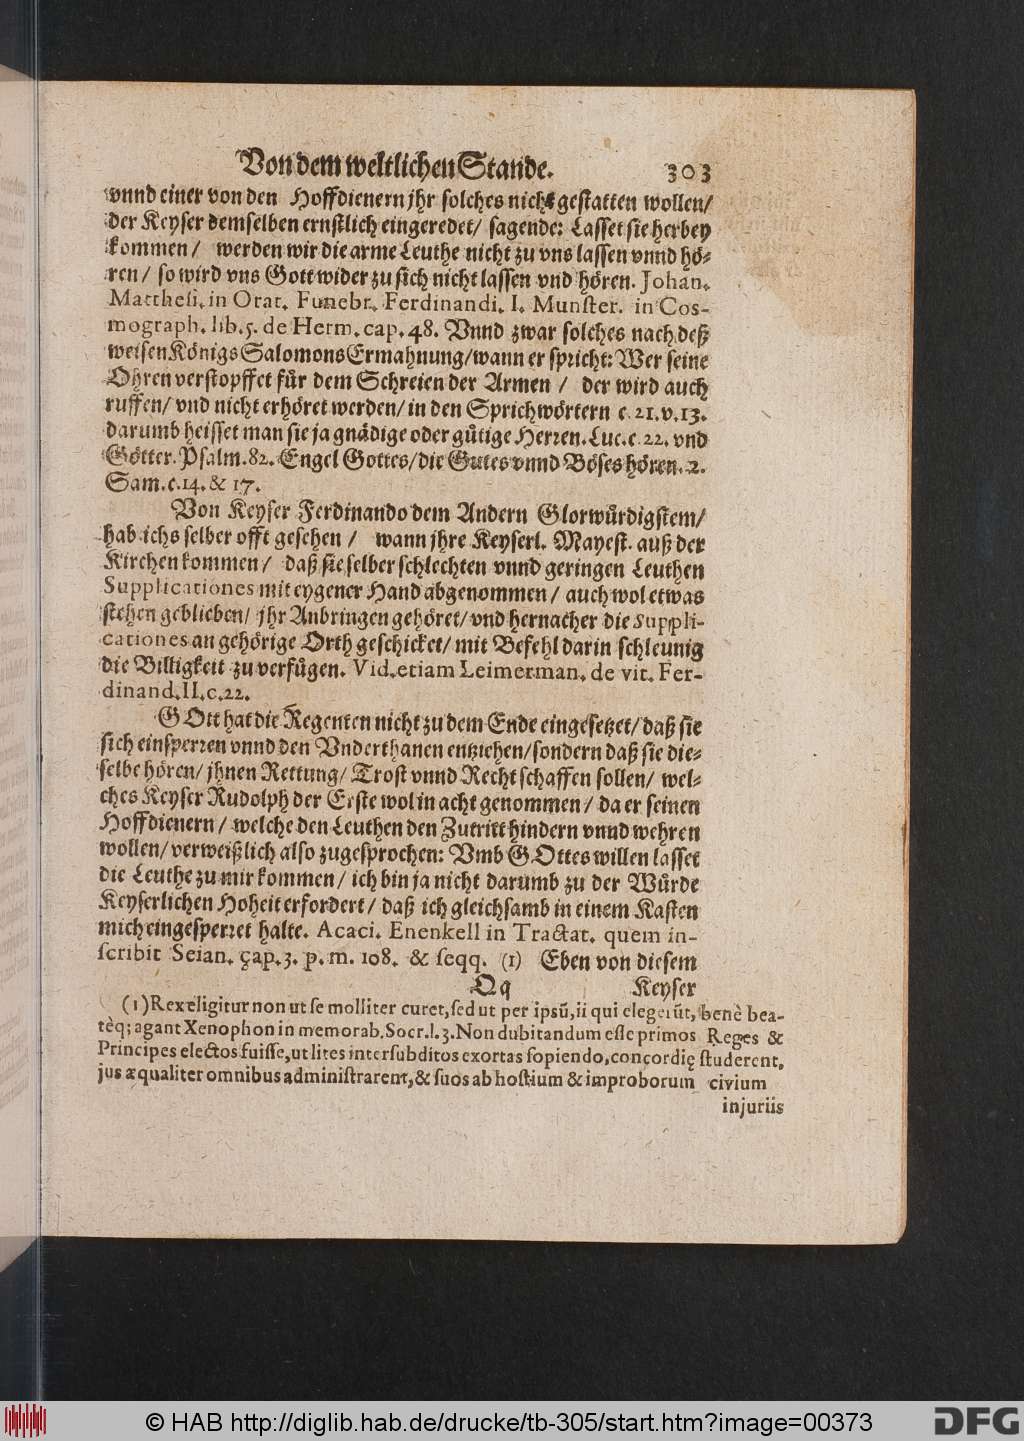 Von dem weltlichen Stande. 303
vnnd einer von den Hoffdienern jhr solches nicht gestatten wollen/
der Keyser demselben ernstlich eingeredet/ sagende: Lasset sie herbey
kommen/ werden wir die arme Leuthe nicht zu vns lassen vnnd hö-
ren/ so wird vns Gott wider zu sich nicht lassen vnd hören. Johan.
Matthesi. in Orat. Funebr. Ferdinandi. I. Munster. in Cos-
mograph. lib. 5. de Herm. cap. 48. Vnnd zwar solches nach deß
weisen Königs Salomons Ermahnung/ wann er spricht: Wer seine
Ohren verstopffet für dem Schreien der Armen/ der wird auch
ruffen/ vnd nicht erhöret werden/ in den Sprichwörtern c. 21. v. 13.
darumb heisset man sie ja gnädige oder gütige Herren. Luc. c. 22. vnd
Götter. Psalm. 82. Engel Gottes/ die Gutes vnnd Böses hören. 2.
Sam. c. 14. & 17.
Von Keyser Ferdinando dem Andern Glorwürdigstem/
hab ichs selber offt gesehen/ wann jhre Keyserl. Mayest. auß der
Kirchen kommen/ daß sie selber schlechten vnnd geringen Leuthen
Supplicationes mit eygener Hand abgenommen/ auch wol etwas
stehen geblieben/ jhr Anbringen gehöret/ vnd hernacher die Suppli-
cationes an gehörige Orth geschicket/ mit Befehl darin schleunig
die Billigkeit zu verfügen. Vid. etiam Leimerman. de vit. Fer-
dinand. II. c. 22.
GOtt hat die Regenten nicht zu dem Ende eingesetzet/ daß sie
sich einsperren vnnd den Vnderthanen entziehen/ sondern daß sie die-
selbe hören/ jhnen Rettung/ Trost vnnd Recht schaffen sollen/ wel-
ches Keyser Rudolph der Erste wol in acht genommen/ da er seinen
Hoffdienern/ welche den Leuthen den Zutritt hindern vnnd wehren
wollen/ verweißlich also zugesprochen: Vmb GOttes willen lasset
die Leuthe zu mir kommen/ ich bin ja nicht darumb zu der Würde
Keyserlichen Hoheit erfordert/ daß ich gleichsamb in einem Kasten
mich eingesperret halte. Acaci. Enenkell in Tractat. quem in-
scribit Seian. cap. 3. p. m. 108. & seqq. (1) Eben von diesem
Qq Keyser
(1) Rex eligitur non ut se molliter curet, sed ut per ipsũ, ii qui elegerũt, benè bea-
tèq; agant Xenophon in memorab. Socr. l. 3. Non dubitandum esse primos Reges &
Principes electos fuisse, ut lites inter subditos exortas sopiendo, concordię studerent,
jus æqualiter omnibus administrarent, & suos ab hostium & improborum civium
injuriis
© HAB http://diglib.hab.de/drucke/tb-305/start.htm?image=00373
DFG